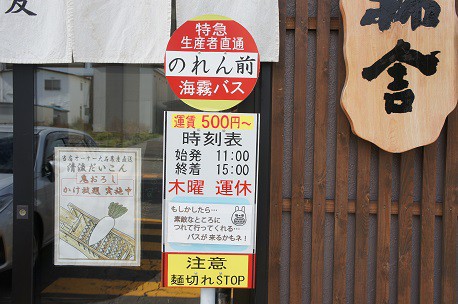 特急
生産者直通
のれん前
海霧バス
運賃 500円～
時刻表
始発 11:00
終着 15:00
木曜 運休
もしかしたら…
素敵なところに
つれて行ってくれる…
バスが来るかもネ!
注意
麺切れSTOP
清流だいこん
鬼おろし
かけ放題 実施中
舎